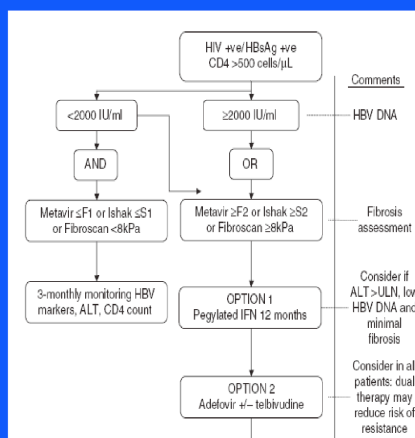 HIV +ve/HBsAg +ve
CD4 >500 cells/µL
Comments
<2000 IU/ml
≥2000 IU/ml
HBV DNA
AND
OR
Metavir ≤F1 or Ishak ≤S1
or Fibroscan <8kPa
Metavir ≥F2 or Ishak ≥S2
or Fibroscan ≥8kPa
Fibrosis
assessment
3-monthly monitoring HBV
markers, ALT, CD4 count
OPTION 1
Pegylated IFN 12 months
Consider if
ALT >ULN, low
HBV DNA and
minimal
fibrosis
OPTION 2
Adefovir +/– telbivudine
Consider in all
patients: dual
therapy may
reduce risk of
resistance